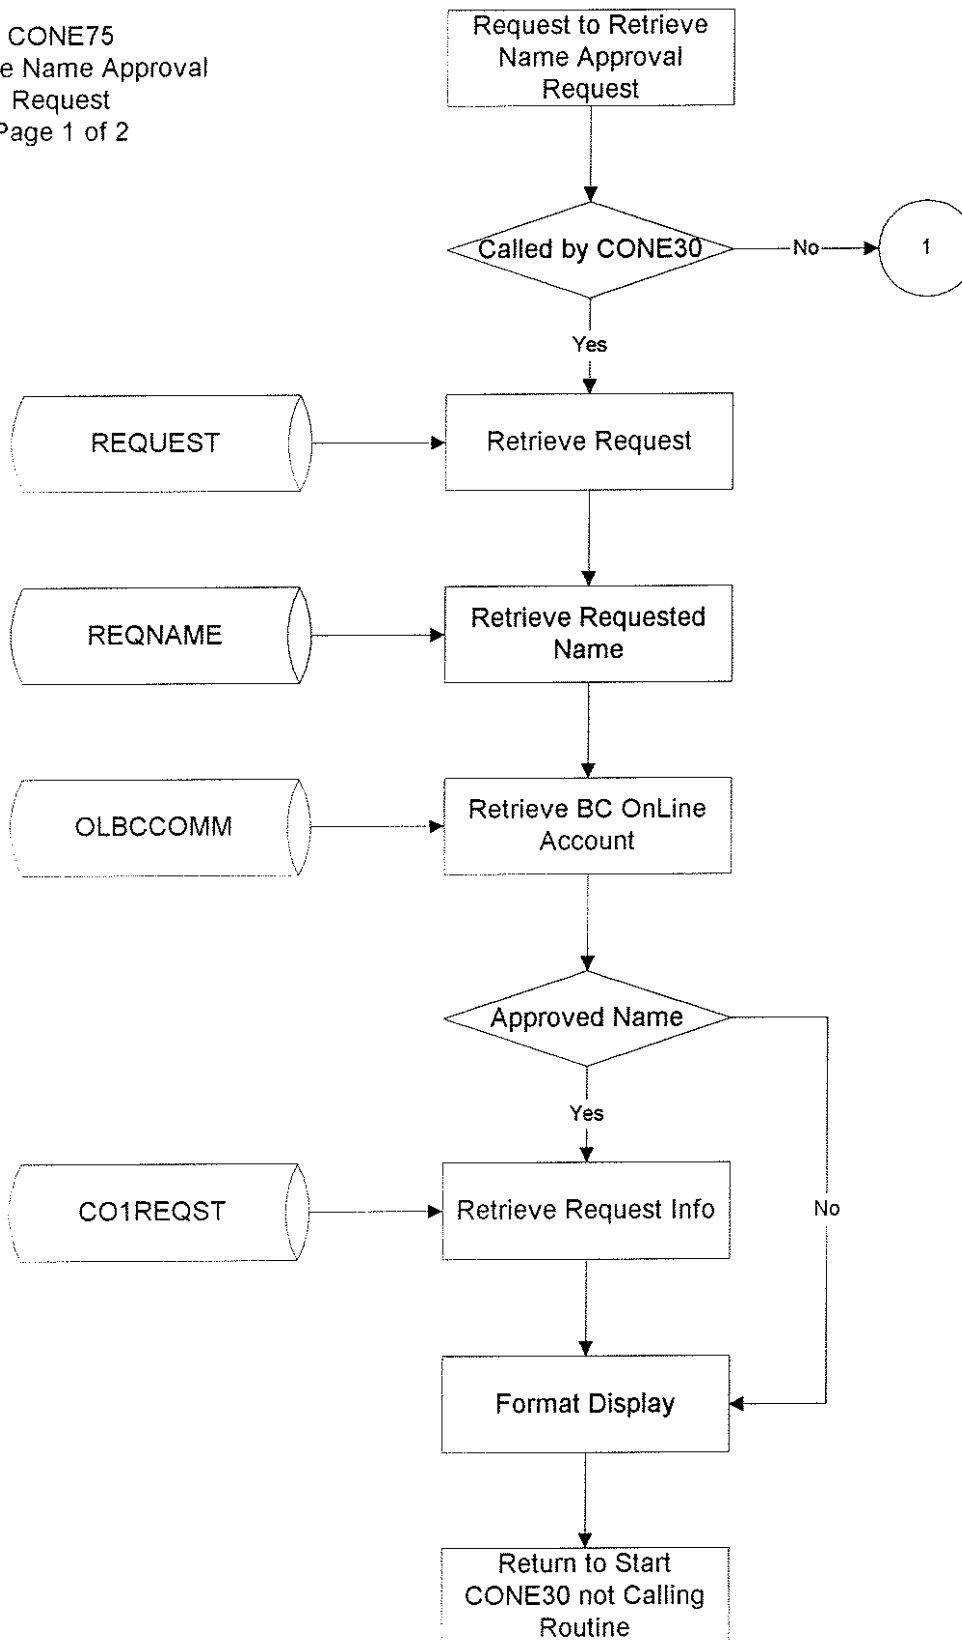 CONE75
e Name Approval
Request
Page 1 of 2
Request to Retrieve
Name Approval
Request
Called by CONE30
No
1
Yes
REQUEST
Retrieve Request
REQNAME
Retrieve Requested
Name
OLBCCOMM
Retrieve BC OnLine
Account
Approved Name
Yes
CO1REQST
Retrieve Request Info
No
Format Display
Return to Start
CONE30 not Calling
Routine